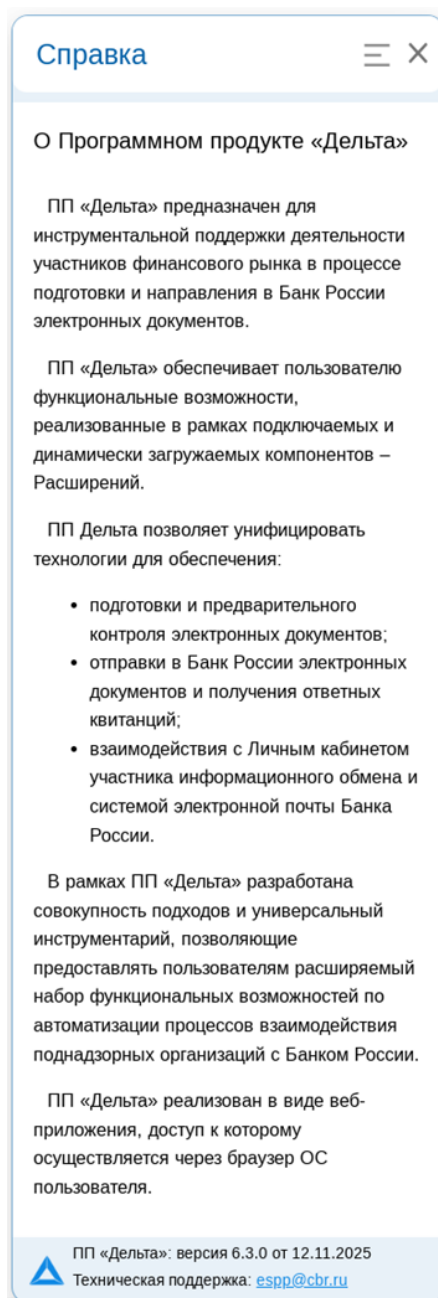 Справка
О Программном продукте «Дельта»
ПП «Дельта» предназначен для
инструментальной поддержки деятельности
участников финансового рынка в процессе
подготовки и направления в Банк России
электронных документов.
ПП «Дельта» обеспечивает пользователю
функциональные возможности,
реализованные в рамках подключаемых и
динамически загружаемых компонентов –
Расширений.
ПП Дельта позволяет унифицировать
технологии для обеспечения:
• подготовки и предварительного
контроля электронных документов;
• отправки в Банк России электронных
документов и получения ответных
квитанций;
• взаимодействия с Личным кабинетом
участника информационного обмена и
системой электронной почты Банка
России.
В рамках ПП «Дельта» разработана
совокупность подходов и универсальный
инструментарий, позволяющие
предоставлять пользователям расширяемый
набор функциональных возможностей по
автоматизации процессов взаимодействия
поднадзорных организаций с Банком России.
ПП «Дельта» реализован в виде веб-
приложения, доступ к которому
осуществляется через браузер ОС
пользователя.
ПП «Дельта»: версия 6.3.0 от 12.11.2025
Техническая поддержка: espp@cbr.ru